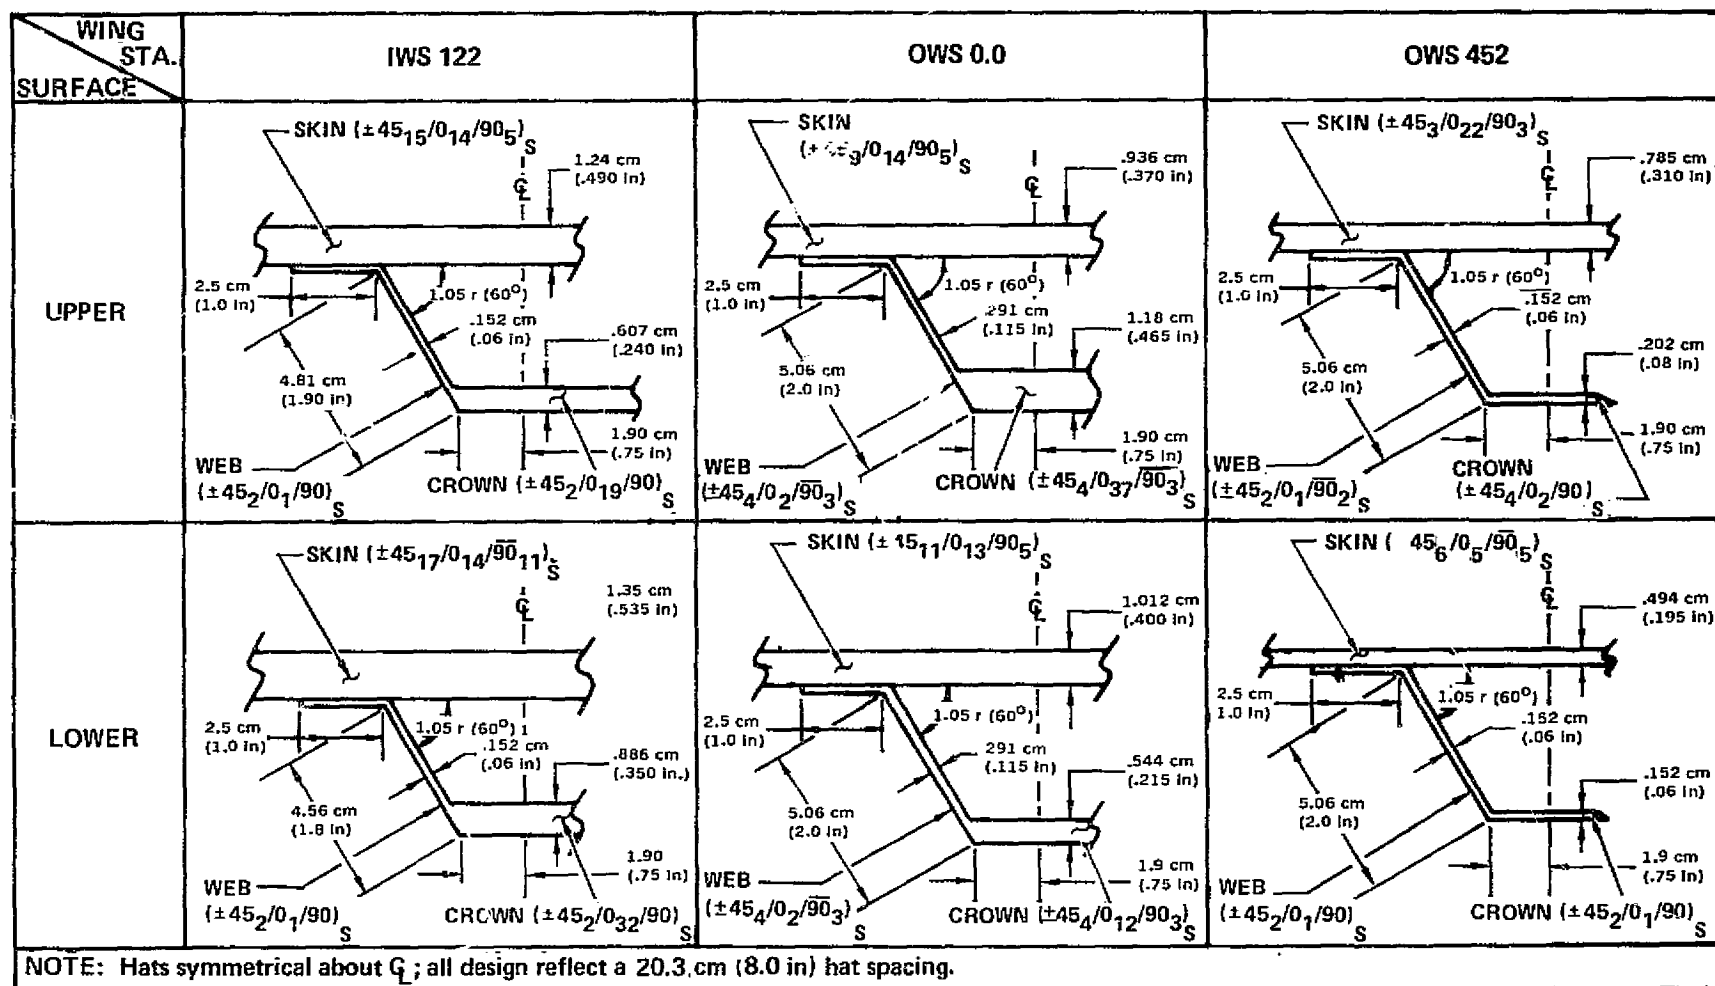 WING STA.
SURFACE
IWS 122
OWS 0.0
OWS 452
UPPER
SKIN (±45₁₅/0₁₄/90₅)S
1.24 cm
(.490 in)
C̲L
2.5 cm
(1.0 in)
1.05 r (60°)
.152 cm
(.06 in)
.607 cm
(.240 in)
4.81 cm
(1.90 in)
1.90 cm
(.75 in)
WEB
(±45₂/0₁/90)S
CROWN (±45₂/0₁₉/90)S
SKIN
/0₁₄/90₅)S
.936 cm
(.370 in)
CL
2.5 cm
(1.0 in)
1.05 r (60°)
.291 cm
(.115 in)
1.18 cm
(.465 in)
5.06 cm
(2.0 in)
1.90 cm
(.75 in)
WEB
(±45₄/0₂/9̅0̅₃)S
CROWN (±45₄/0₃₇/9̅0̅₃)S
SKIN (±45₃/0₂₂/90₃)S
.785 cm
(.310 in)
CL
2.5 cm
(1.0 in)
1.05 r (60°)
.152 cm
(.06 in)
.202 cm
(.08 in)
5.06 cm
(2.0 in)
1.90 cm
(.75 in)
WEB
(±45₂/0₁/9̅0̅₂)S
CROWN
(±45₄/0₂/90)S
LOWER
SKIN (±45₁₇/0₁₄/9̅0̅₁₁)S
1.35 cm
(.535 in)
CL
2.5 cm
(1.0 in)
1.05 r (60°)
.152 cm
(.06 in)
.886 cm
(.350 in.)
4.56 cm
(1.8 in)
1.90
(.75 in)
WEB
(±45₂/0₁/90)S
CROWN (±45₂/0₃₂/90)S
SKIN (± 15₁₁/0₁₃/90₅)S
1.012 cm
(.400 in)
CL
2.5 cm
(1.0 in)
1.05 r (60°)
291 cm
(.115 in)
.544 cm
(.215 in)
5.06 cm
(2.0 in)
1.9 cm
(.75 in)
WEB
(±45₄/0₂/9̅0̅₃)S
CROWN (±45₄/0₁₂/90₃)S
SKIN ( 45₆/0₅/9̅0̅₅)S
.494 cm
(.195 in)
CL
2.5 cm
1.0 in)
1.05 r (60°)
.152 cm
(.06 in)
.152 cm
(.06 in)
5.06 cm
(2.0 in)
1.9 cm
(.75 in)
WEB
(±45₂/0₁/90)S
CROWN (±45₂/0₁/90)S
NOTE: Hats symmetrical about CL; all design reflect a 20.3 cm (8.0 in) hat spacing.